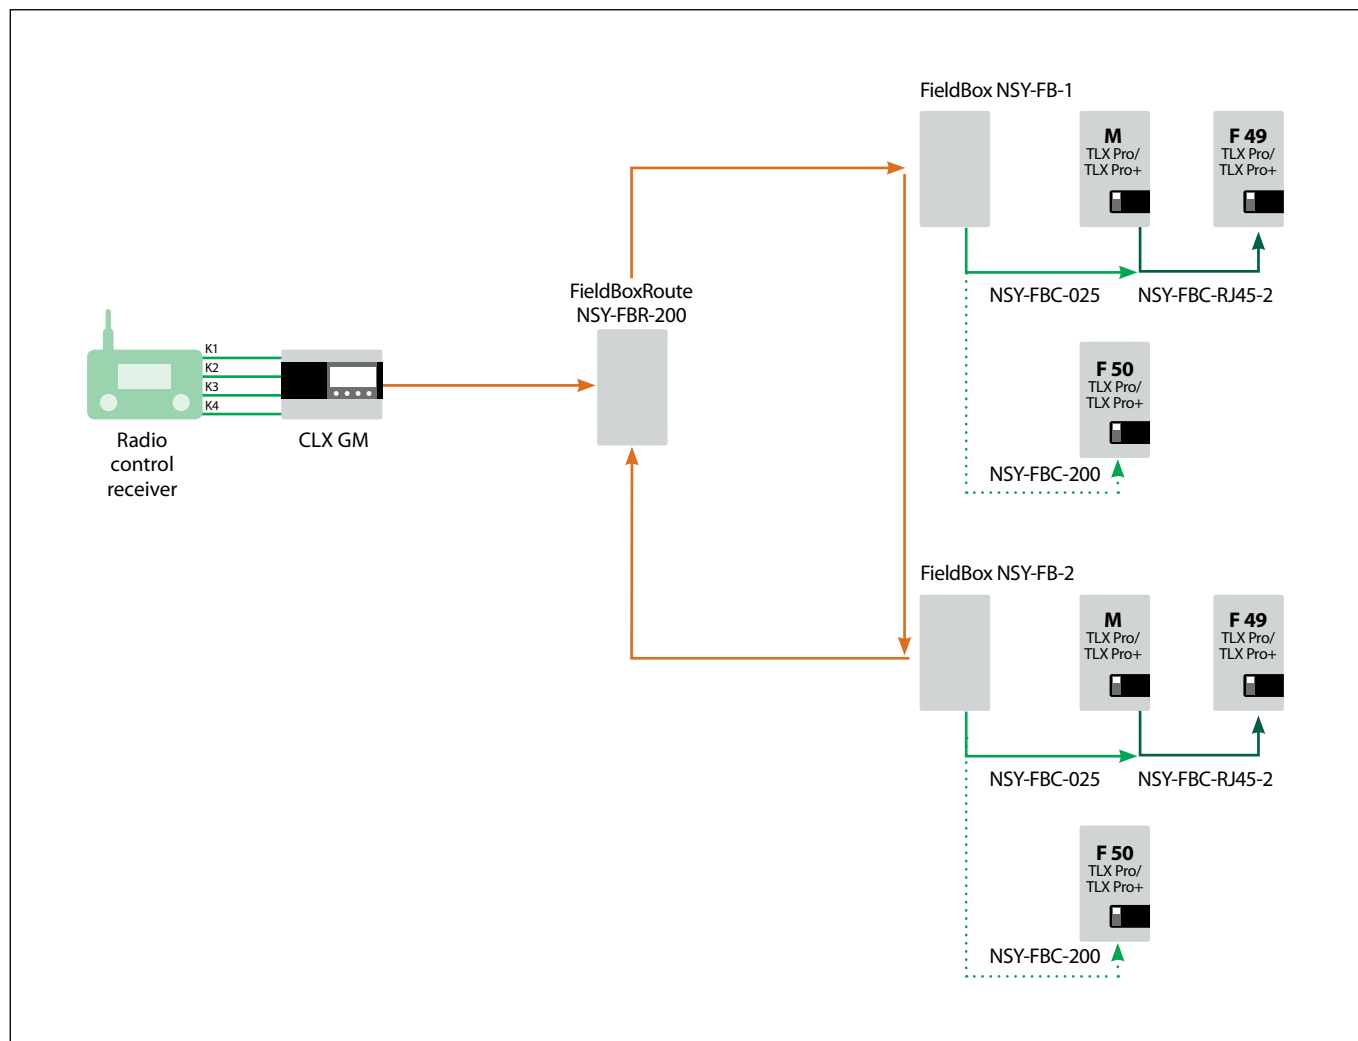 FieldBox NSY-FB-1
M
TLX Pro/
TLX Pro+
F 49
TLX Pro/
TLX Pro+
NSY-FBC-025
NSY-FBC-RJ45-2
FieldBoxRoute
NSY-FBR-200
K1
K2
K3
K4
Radio
control
receiver
CLX GM
F 50
TLX Pro/
TLX Pro+
NSY-FBC-200
FieldBox NSY-FB-2
M
TLX Pro/
TLX Pro+
F 49
TLX Pro/
TLX Pro+
NSY-FBC-025
NSY-FBC-RJ45-2
F 50
TLX Pro/
TLX Pro+
NSY-FBC-200